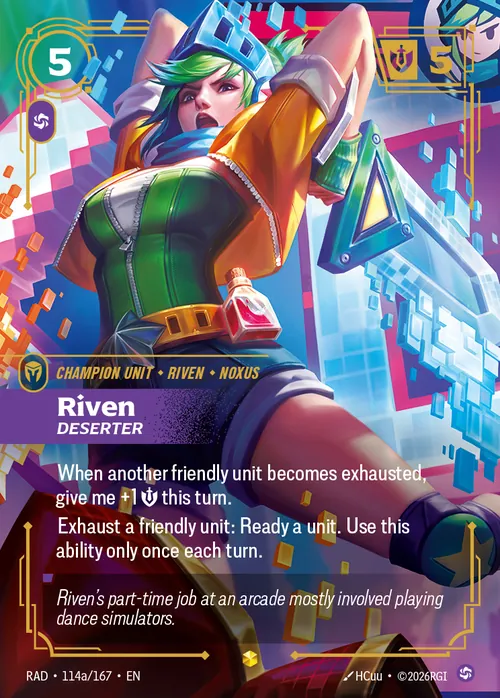 5
5
CHAMPION UNIT • RIVEN • NOXUS
Riven
DESERTER
When another friendly unit becomes exhausted,
give me +1 this turn.
Exhaust a friendly unit: Ready a unit. Use this
ability only once each turn.
Riven's part-time job at an arcade mostly involved playing
dance simulators.
RAD • 114a/167 • EN
HCuu • ©2026RGI